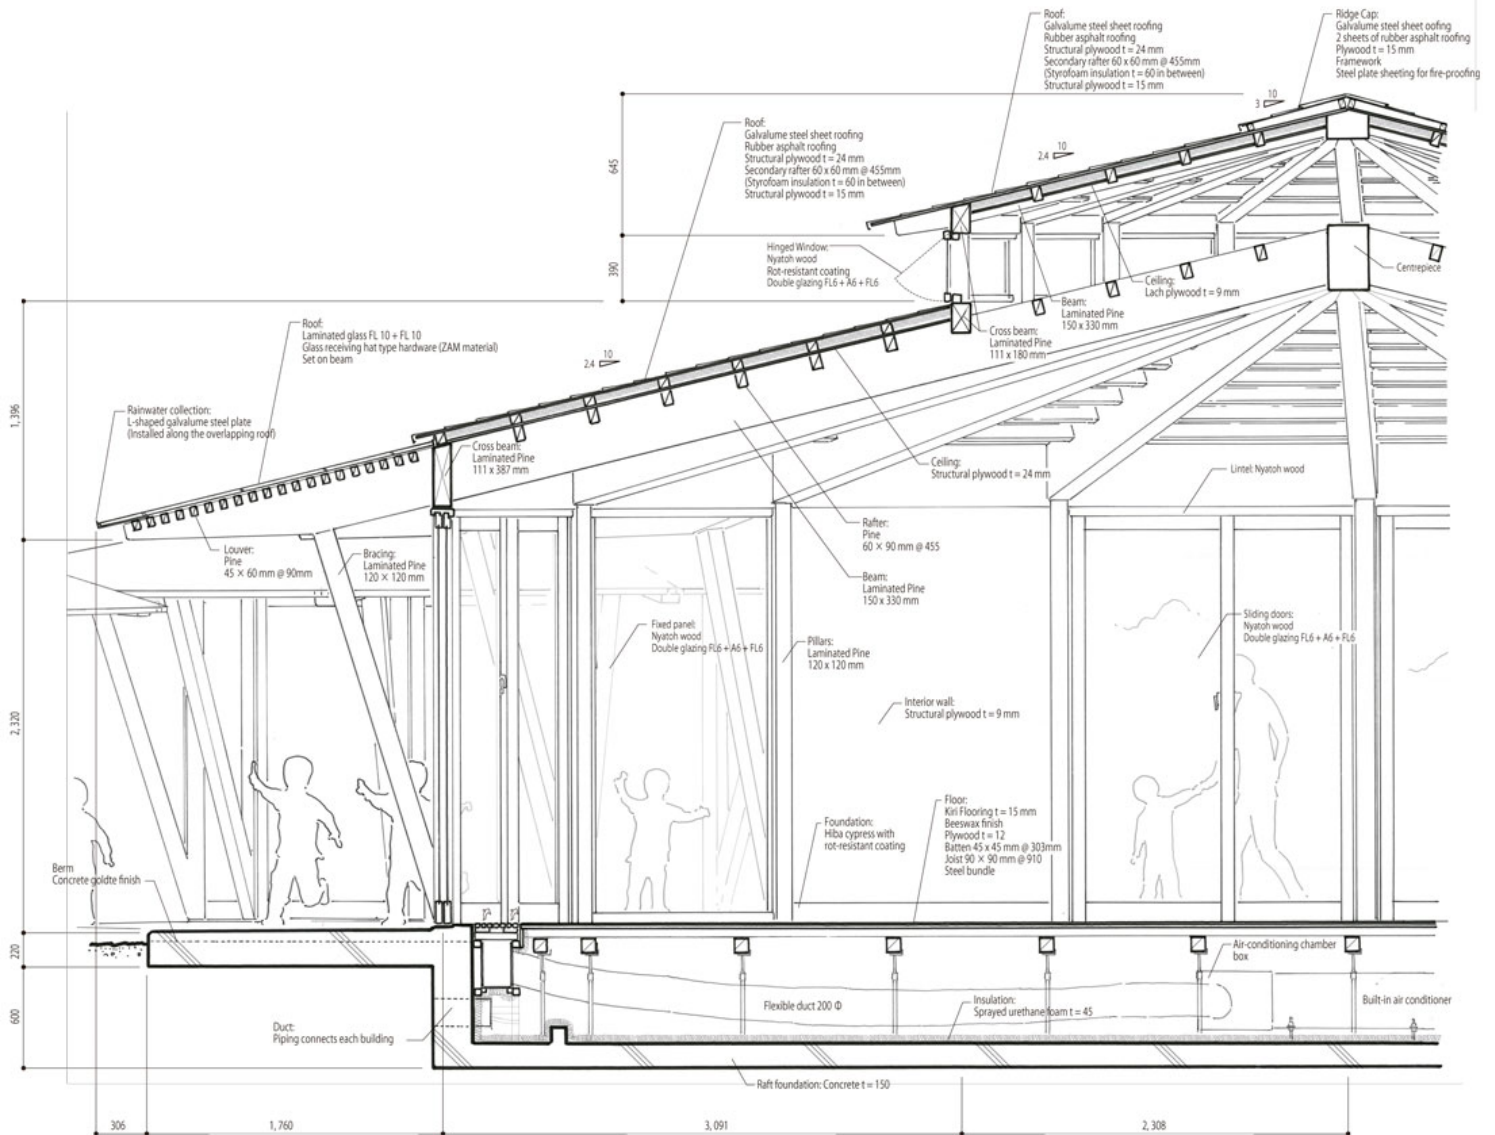 Roof:
Galvalume steel sheet roofing
Rubber asphalt roofing
Structural plywood t = 24 mm
Secondary rafter 60 x 60 mm @ 455mm
(Styrofoam insulation t = 60 in between)
Structural plywood t = 15 mm
Ridge Cap:
Galvalume steel sheet oofing
2 sheets of rubber asphalt roofing
Plywood t = 15 mm
Framework
Steel plate sheeting for fire-proofing
10
3
Roof:
Galvalume steel sheet roofing
Rubber asphalt roofing
Structural plywood t = 24 mm
Secondary rafter 60 x 60 mm @ 455mm
(Styrofoam insulation t = 60 in between)
Structural plywood t = 15 mm
645
10
2.4
Hinged Window:
Nyatoh wood
Rot-resistant coating
Double glazing FL6 + A6 + FL6
390
Centrepiece
Ceiling:
Lach plywood t = 9 mm
Beam:
Laminated Pine
150 x 330 mm
Cross beam:
Laminated Pine
111 x 180 mm
Roof:
Laminated glass FL 10 + FL 10
Glass receiving hat type hardware (ZAM material)
Set on beam
10
2.4
1,396
Rainwater collection:
L-shaped galvalume steel plate
(Installed along the overlapping roof)
Cross beam:
Laminated Pine
111 x 387 mm
Ceiling:
Structural plywood t = 24 mm
Lintel: Nyatoh wood
Rafter:
Pine
60 × 90 mm @ 455
Louver:
Pine
45 × 60 mm @ 90mm
Bracing:
Laminated Pine
120 × 120 mm
Beam:
Laminated Pine
150 x 330 mm
Fixed panel:
Nyatoh wood
Double glazing FL6 + A6 + FL6
Pillars:
Laminated Pine
120 x 120 mm
Sliding doors:
Nyatoh wood
Double glazing FL6 + A6 + FL6
2,320
Interior wall:
Structural plywood t = 9 mm
Foundation:
Hiba cypress with
rot-resistant coating
Floor:
Kiri Flooring t = 15 mm
Beeswax finish
Plywood t = 12
Batten 45 x 45 mm @ 303mm
Joist 90 × 90 mm @ 910
Steel bundle
Berm
Concrete goldte finish
220
Air-conditioning chamber
box
600
Duct:
Piping connects each building
Flexible duct 200 Φ
Insulation:
Sprayed urethane foam t = 45
Built-in air conditioner
Raft foundation: Concrete t = 150
306
1,760
3,091
2,308